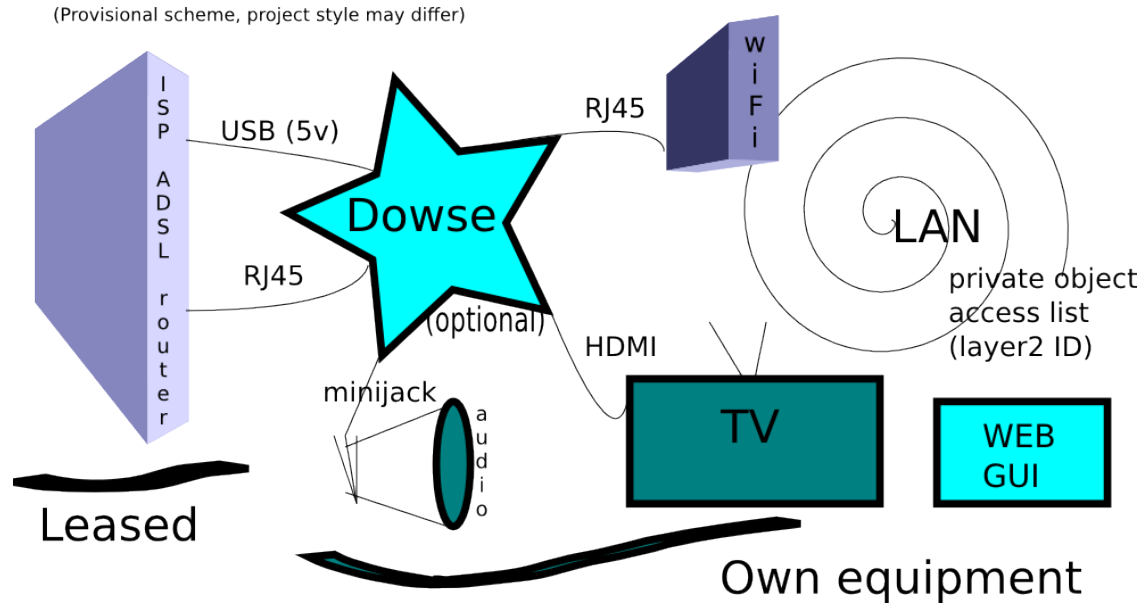 (Provisional scheme, project style may differ)
ISP ADSL router
USB (5v)
RJ45
Dowse
(optional)
RJ45
wiFi
LAN
private object
access list
(layer2 ID)
HDMI
minijack
audio
TV
WEB
GUI
Leased
Own equipment